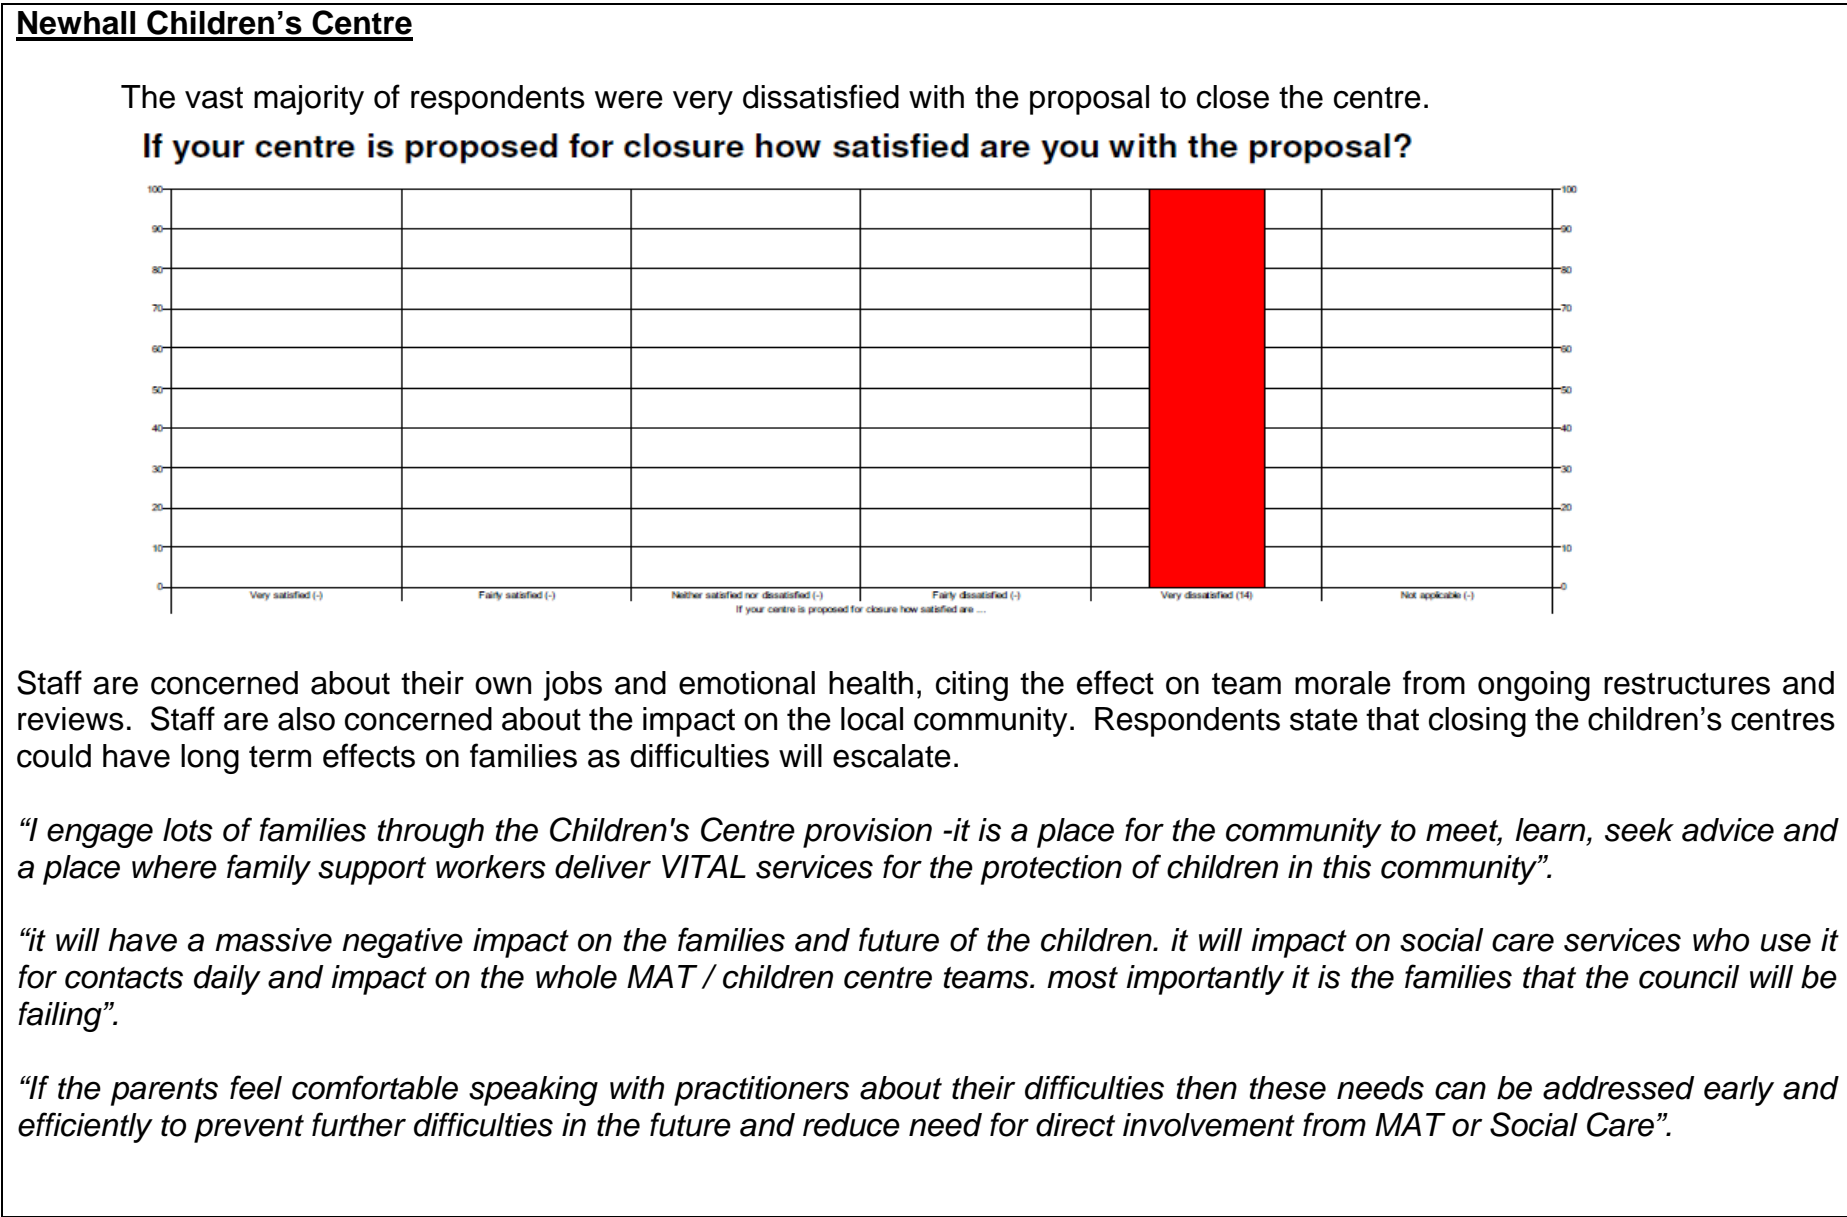 Newhall Children’s Centre
The vast majority of respondents were very dissatisfied with the proposal to close the centre.
If your centre is proposed for closure how satisfied are you with the proposal?
100 100
90 90
80 80
70 70
60 60
50 50
40 40
30 30
20 20
10 10
0 0
Very satisfied (-) Fairly satisfied (-) Neither satisfied nor dissatisfied (-) Fairly dissatisfied (-) Very dissatisfied (14) Not applicable (-)
If your centre is proposed for closure how satisfied are ...
Staff are concerned about their own jobs and emotional health, citing the effect on team morale from ongoing restructures and
reviews.  Staff are also concerned about the impact on the local community.  Respondents state that closing the children’s centres
could have long term effects on families as difficulties will escalate.
“I engage lots of families through the Children's Centre provision -it is a place for the community to meet, learn, seek advice and
a place where family support workers deliver VITAL services for the protection of children in this community”.
“it will have a massive negative impact on the families and future of the children. it will impact on social care services who use it
for contacts daily and impact on the whole MAT / children centre teams. most importantly it is the families that the council will be
failing”.
“If the parents feel comfortable speaking with practitioners about their difficulties then these needs can be addressed early and
efficiently to prevent further difficulties in the future and reduce need for direct involvement from MAT or Social Care”.